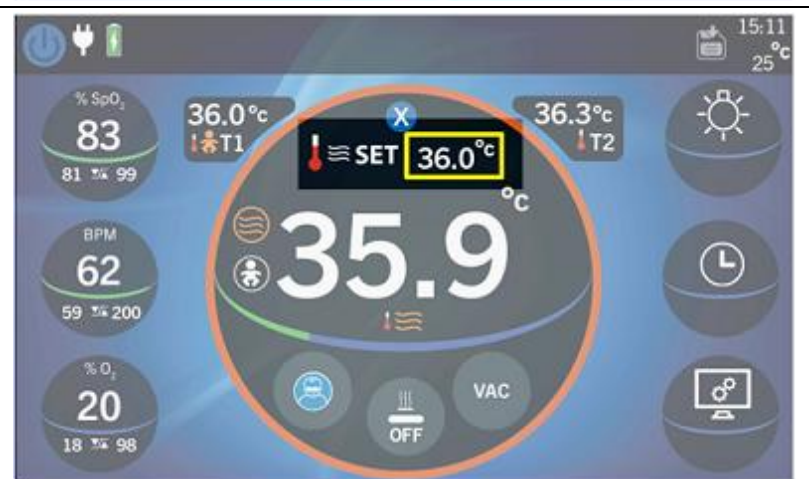 15:11
25°c
% SpO₂
83
81 99
36.0°c
T1
X
36.3°c
T2
SET 36.0°c
35.9°c
BPM
62
59 200
% O₂
20
18 98
VAC
OFF